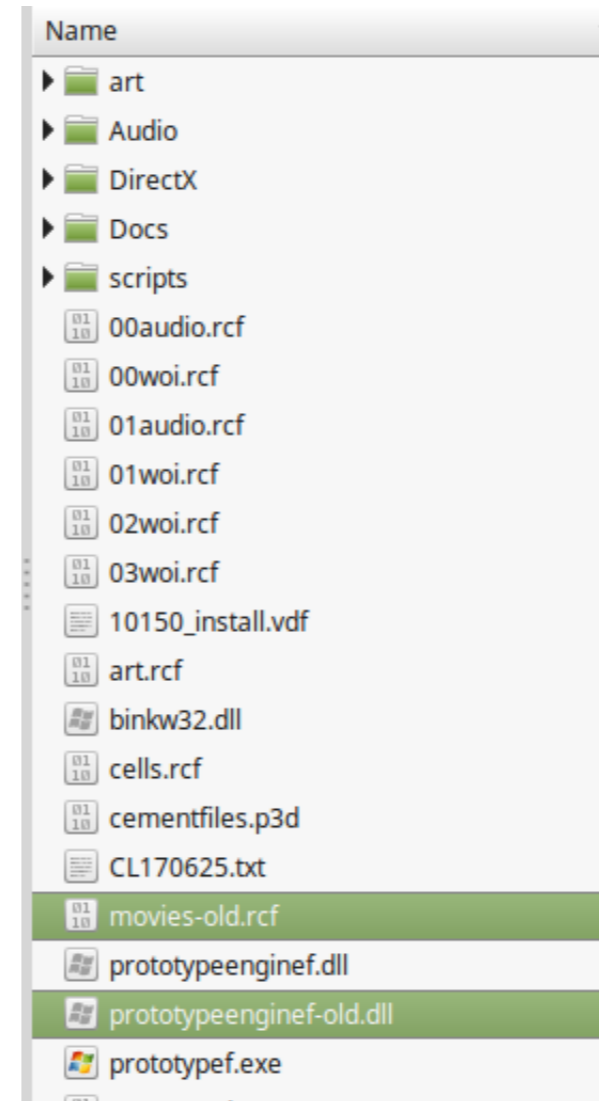 Name
art
Audio
DirectX
Docs
scripts
00audio.rcf
00woi.rcf
01audio.rcf
01woi.rcf
02woi.rcf
03woi.rcf
10150_install.vdf
art.rcf
binkw32.dll
cells.rcf
cementfiles.p3d
CL170625.txt
movies-old.rcf
prototypeenginef.dll
prototypeenginef-old.dll
prototypef.exe